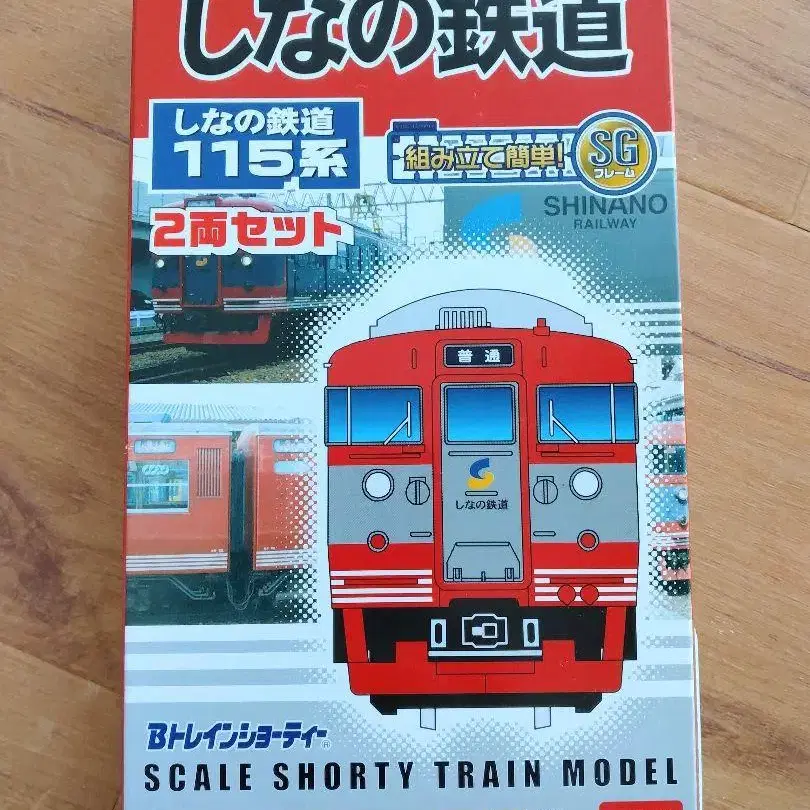 しなの鉄道
しなの鉄道
115系
組み立て簡単!
SG
フレーム
2両セット
SHINANO
RAILWAY
普通
しなの鉄道
Bトレインショーティー®
SCALE SHORTY TRAIN MODEL